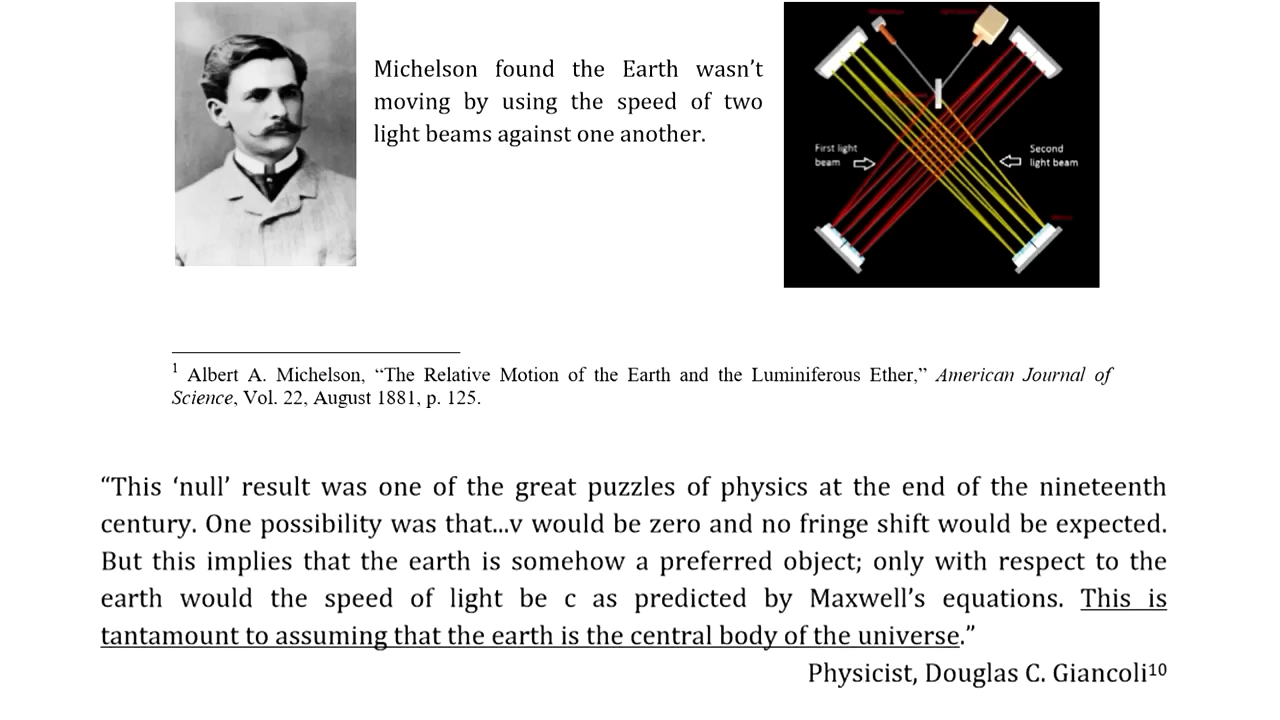 Michelson found the Earth wasn’t
moving by using the speed of two
light beams against one another.
First light
beam
Second
light beam
1 Albert A. Michelson, “The Relative Motion of the Earth and the Luminiferous Ether,” American Journal of
Science, Vol. 22, August 1881, p. 125.
“This ‘null’ result was one of the great puzzles of physics at the end of the nineteenth
century. One possibility was that...v would be zero and no fringe shift would be expected.
But this implies that the earth is somehow a preferred object; only with respect to the
earth would the speed of light be c as predicted by Maxwell’s equations. This is
tantamount to assuming that the earth is the central body of the universe.”
Physicist, Douglas C. Giancoli10